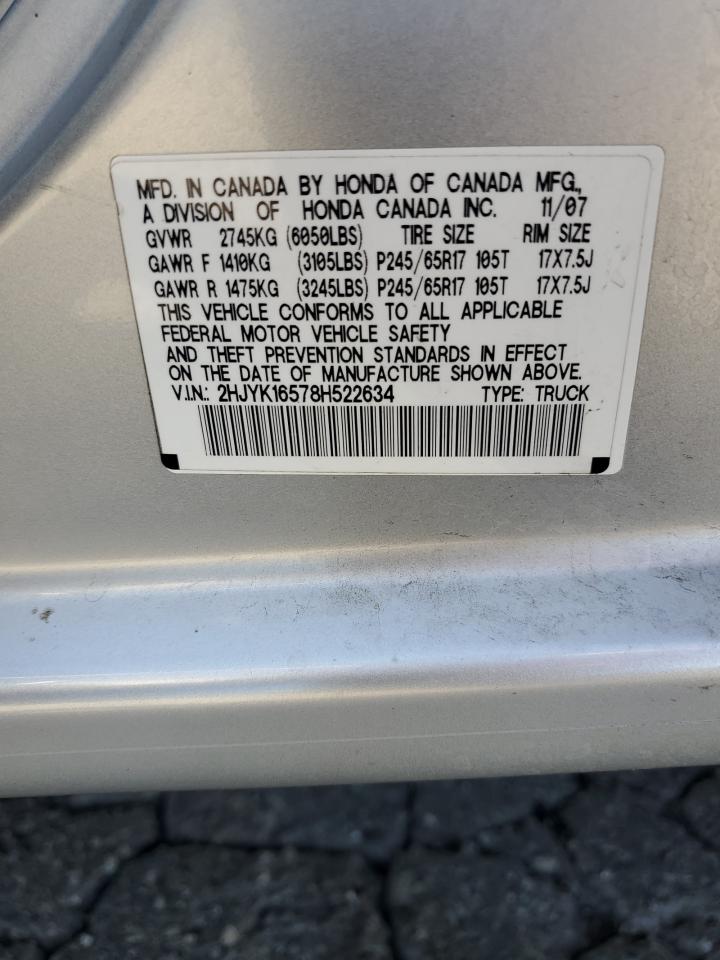 MFD. IN CANADA BY HONDA OF CANADA MFG.,
A DIVISION OF HONDA CANADA INC. 11/07
GVWR 2745KG (6050LBS) TIRE SIZE RIM SIZE
GAWR F 1410KG (3105LBS) P245/65R17 105T 17X7.5J
GAWR R 1475KG (3245LBS) P245/65R17 105T 17X7.5J
THIS VEHICLE CONFORMS TO ALL APPLICABLE
FEDERAL MOTOR VEHICLE SAFETY
AND THEFT PREVENTION STANDARDS IN EFFECT
ON THE DATE OF MANUFACTURE SHOWN ABOVE.
V.I.N.: 2HJYK16578H522634 TYPE: TRUCK